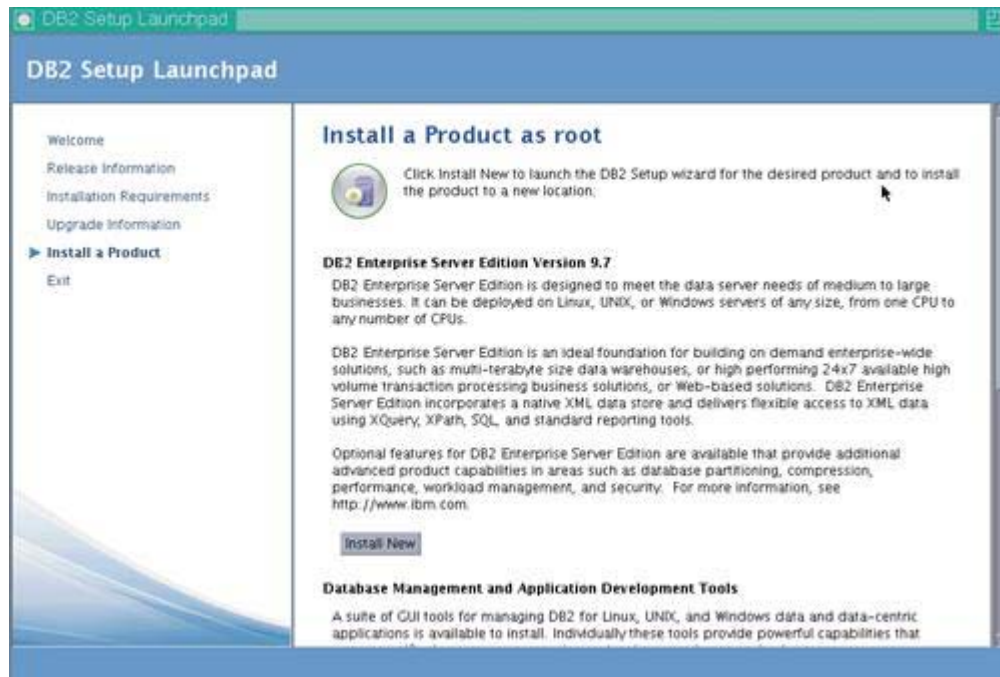 DB2 Setup Launchpad
DB2 Setup Launchpad
Welcome
Release Information
Installation Requirements
Upgrade Information
Install a Product
Exit
Install a Product as root
Click Install New to launch the DB2 Setup wizard for the desired product and to install
the product to a new location.
DB2 Enterprise Server Edition Version 9.7
DB2 Enterprise Server Edition is designed to meet the data server needs of medium to large
businesses. It can be deployed on Linux, UNIX, or Windows servers of any size, from one CPU to
any number of CPUs.
DB2 Enterprise Server Edition is an ideal foundation for building on demand enterprise-wide
solutions, such as multi-terabyte size data warehouses, or high performing 24x7 available high
volume transaction processing business solutions, or Web-based solutions. DB2 Enterprise
Server Edition incorporates a native XML data store and delivers flexible access to XML data
using XQuery, XPath, SQL, and standard reporting tools.
Optional features for DB2 Enterprise Server Edition are available that provide additional
advanced product capabilities in areas such as database partitioning, compression,
performance, workload management, and security. For more information, see
http://www.ibm.com.
Install New
Database Management and Application Development Tools
A suite of GUI tools for managing DB2 for Linux, UNIX, and Windows data and data-centric
applications is available to install. Individually these tools provide powerful capabilities that